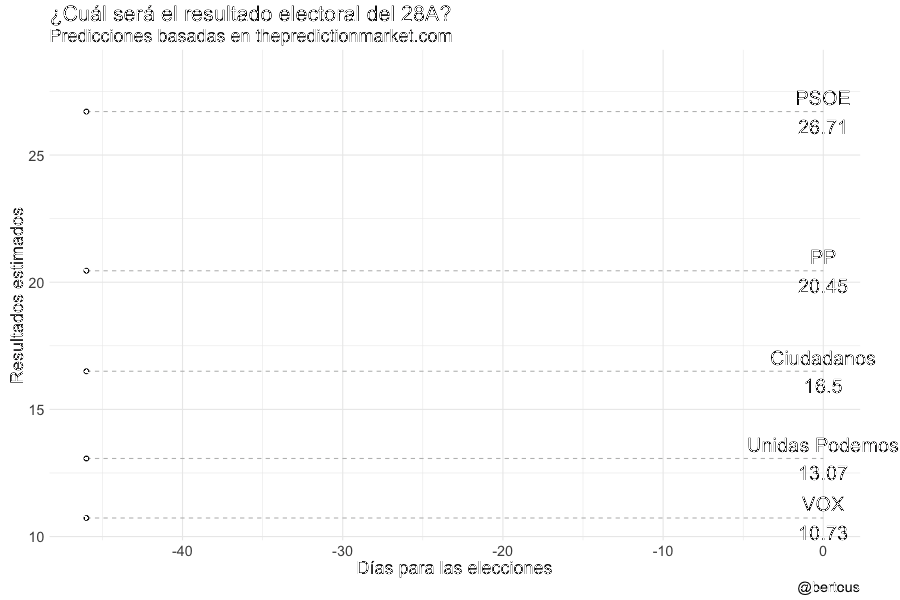 ¿Cuál será el resultado electoral del 28A?
Predicciones basadas en thepredictionmarket.com
PSOE
26.71
25
PP
20.45
20
Ciudadanos
16.5
15
Unidas Podemos
13.07
VOX
10.73
10
Resultados estimados
-40 -30 -20 -10 0
Días para las elecciones
@bertous